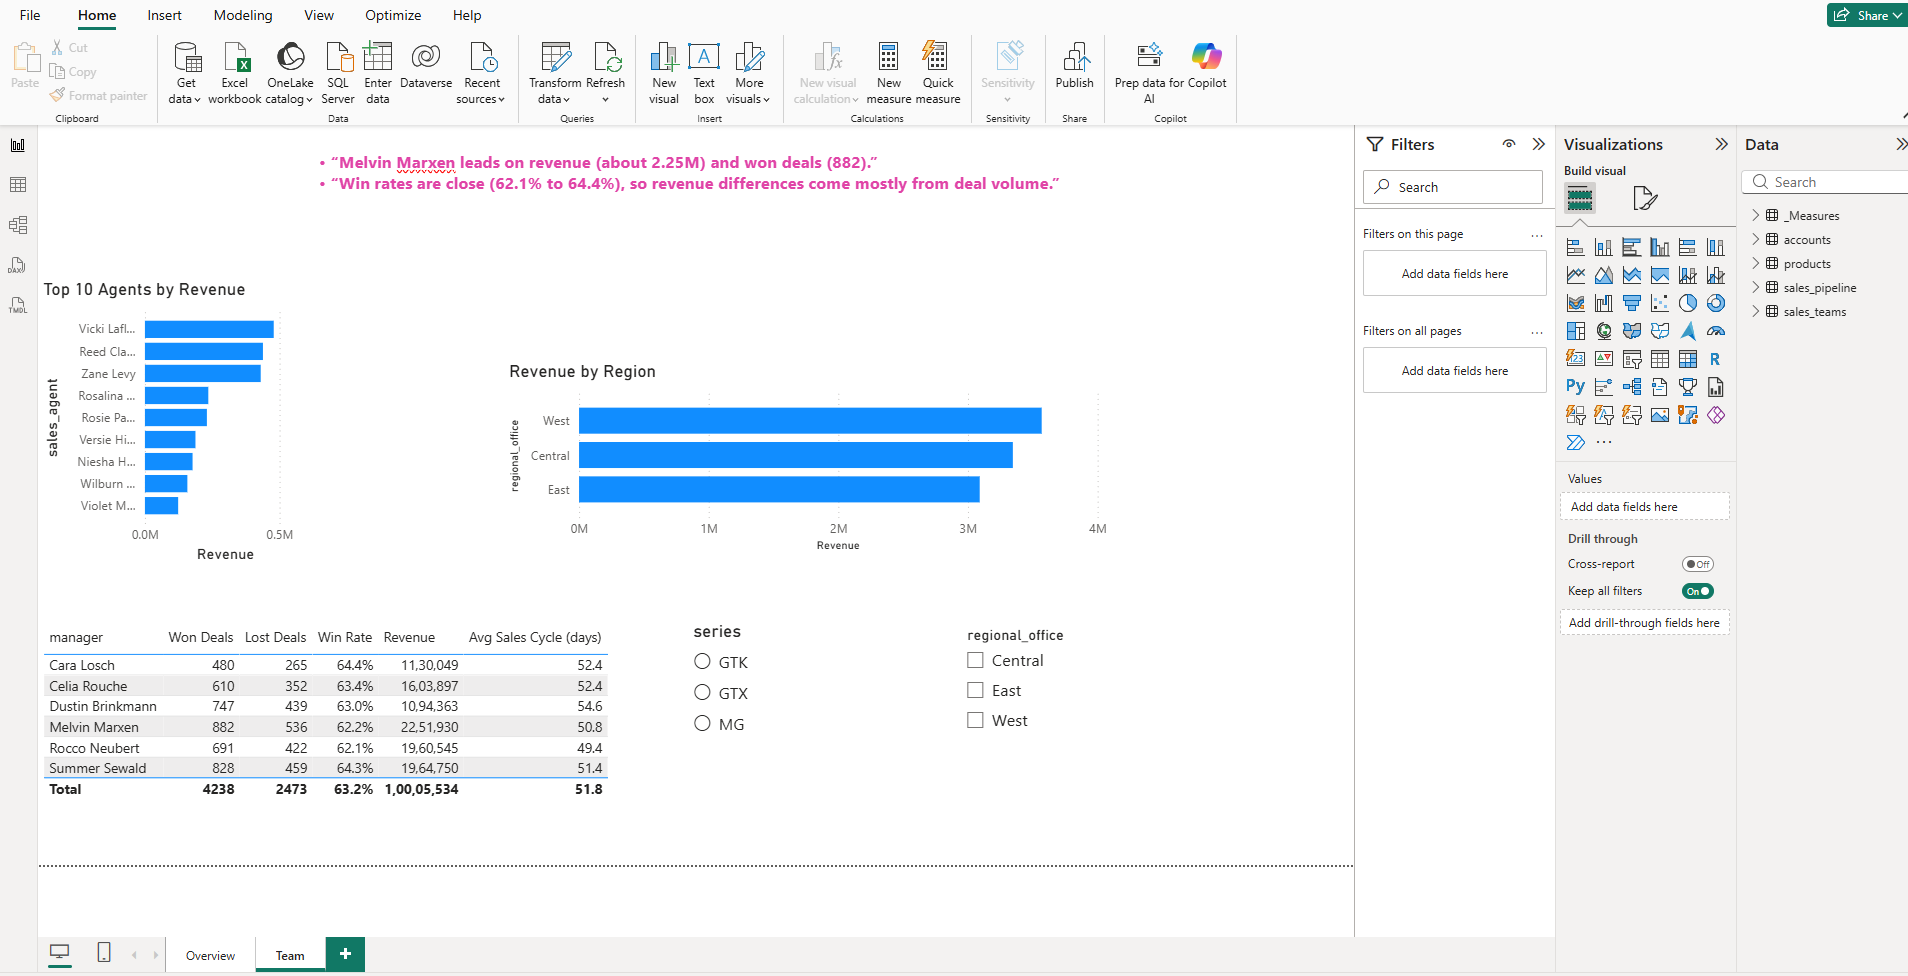 File Home Insert Modeling View Optimize Help Share
Paste Cut Copy Format painter
Clipboard
Get data Excel workbook OneLake catalog SQL Server Enter data Dataverse Recent sources
Data
Transform data Refresh
Queries
New visual Text box More visuals
Insert
New visual calculation New measure Quick measure
Calculations
Sensitivity
Sensitivity
Publish
Share
Prep data for AI Copilot
Copilot
• “Melvin Marxen leads on revenue (about 2.25M) and won deals (882).”
• “Win rates are close (62.1% to 64.4%), so revenue differences come mostly from deal volume.”
Top 10 Agents by Revenue
sales_agent
Vicki Lafl...
Reed Cla...
Zane Levy
Rosalina ...
Rosie Pa...
Versie Hi...
Niesha H...
Wilburn ...
Violet M...
0.0M 0.5M
Revenue
Revenue by Region
regional_office
West
Central
East
0M 1M 2M 3M 4M
Revenue
manager Won Deals Lost Deals Win Rate Revenue Avg Sales Cycle (days)
Cara Losch 480 265 64.4% 11,30,049 52.4
Celia Rouche 610 352 63.4% 16,03,897 52.4
Dustin Brinkmann 747 439 63.0% 10,94,363 54.6
Melvin Marxen 882 536 62.2% 22,51,930 50.8
Rocco Neubert 691 422 62.1% 19,60,545 49.4
Summer Sewald 828 459 64.3% 19,64,750 51.4
Total 4238 2473 63.2% 1,00,05,534 51.8
series
GTK
GTX
MG
regional_office
Central
East
West
Filters
Search
Filters on this page ...
Add data fields here
Filters on all pages ...
Add data fields here
Visualizations
Build visual
123
R
Py
...
Values
Add data fields here
Drill through
Cross-report Off
Keep all filters On
Add drill-through fields here
Data
Search
_Measures
accounts
products
sales_pipeline
sales_teams
DAX
TMDL
Overview Team +